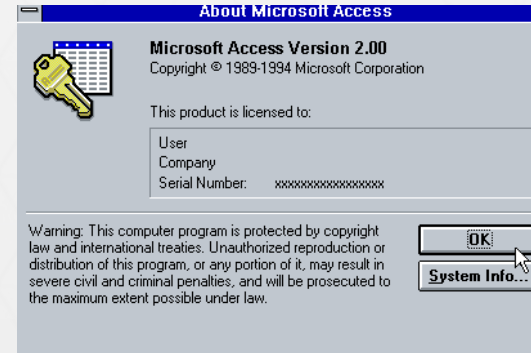 About Microsoft Access
Microsoft Access Version 2.00
Copyright © 1989-1994 Microsoft Corporation
This product is licensed to:
User
Company
Serial Number: xxxxxxxxxxxxxxxx
Warning: This computer program is protected by copyright
law and international treaties. Unauthorized reproduction or
distribution of this program, or any portion of it, may result in
severe civil and criminal penalties, and will be prosecuted to
the maximum extent possible under law.
OK
System Info...